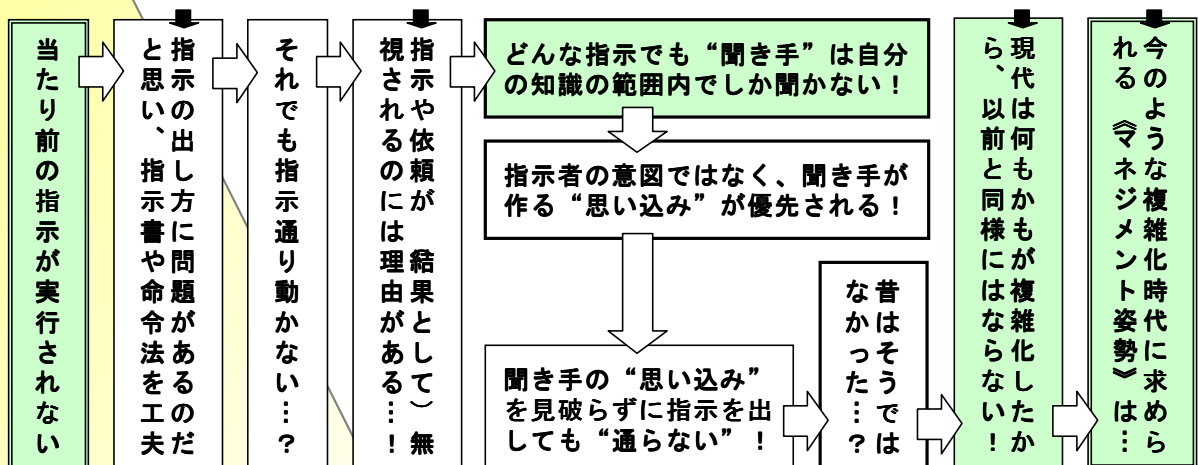 当たり前の指示が実行されない
指示の出し方に問題があるのだ
と思い、指示書や命令法を工夫
それでも指示通り動かない…？
指示や依頼が（結果として）無
視されるのには理由がある…！
どんな指示でも“聞き手”は自分
の知識の範囲内でしか聞かない！
指示者の意図ではなく、聞き手が
作る“思い込み”が優先される！
聞き手の“思い込み”
を見破らずに指示を出
しても“通らない”！
昔はそうでは
なかった…？
現代は何もかもが複雑化したか
ら、以前と同様にはならない！
今のような複雑化時代に求めら
れる《マネジメント姿勢》は…